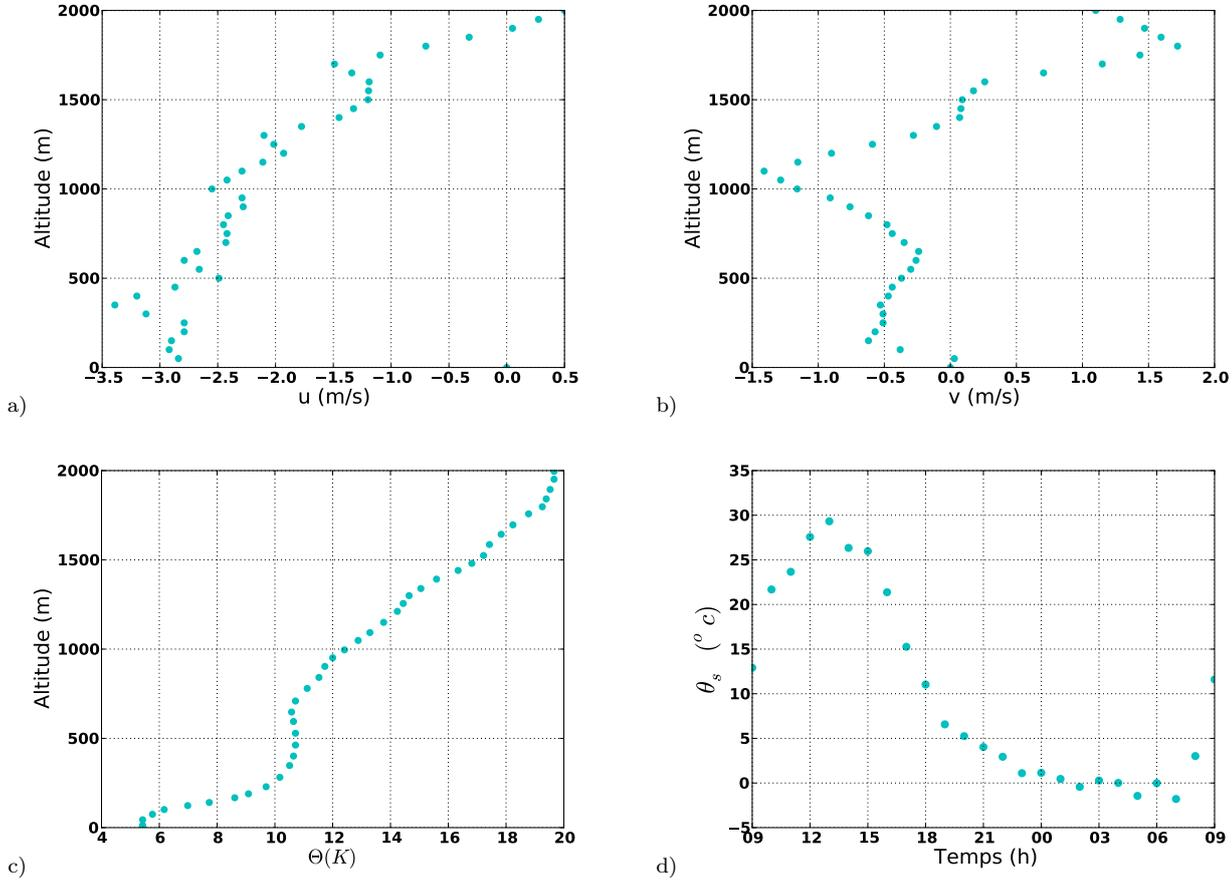 2000
1500
1000
500
0
Altitude (m)
−3.5 −3.0 −2.5 −2.0 −1.5 −1.0 −0.5 0.0 0.5
u (m/s)
a)
2000
1500
1000
500
0
Altitude (m)
−1.5 −1.0 −0.5 0.0 0.5 1.0 1.5 2.0
v (m/s)
b)
2000
1500
1000
500
0
Altitude (m)
4 6 8 10 12 14 16 18 20
Θ(K)
c)
35
30
25
20
15
10
5
0
−5
θs (o c)
09 12 15 18 21 00 03 06 09
Temps (h)
d)